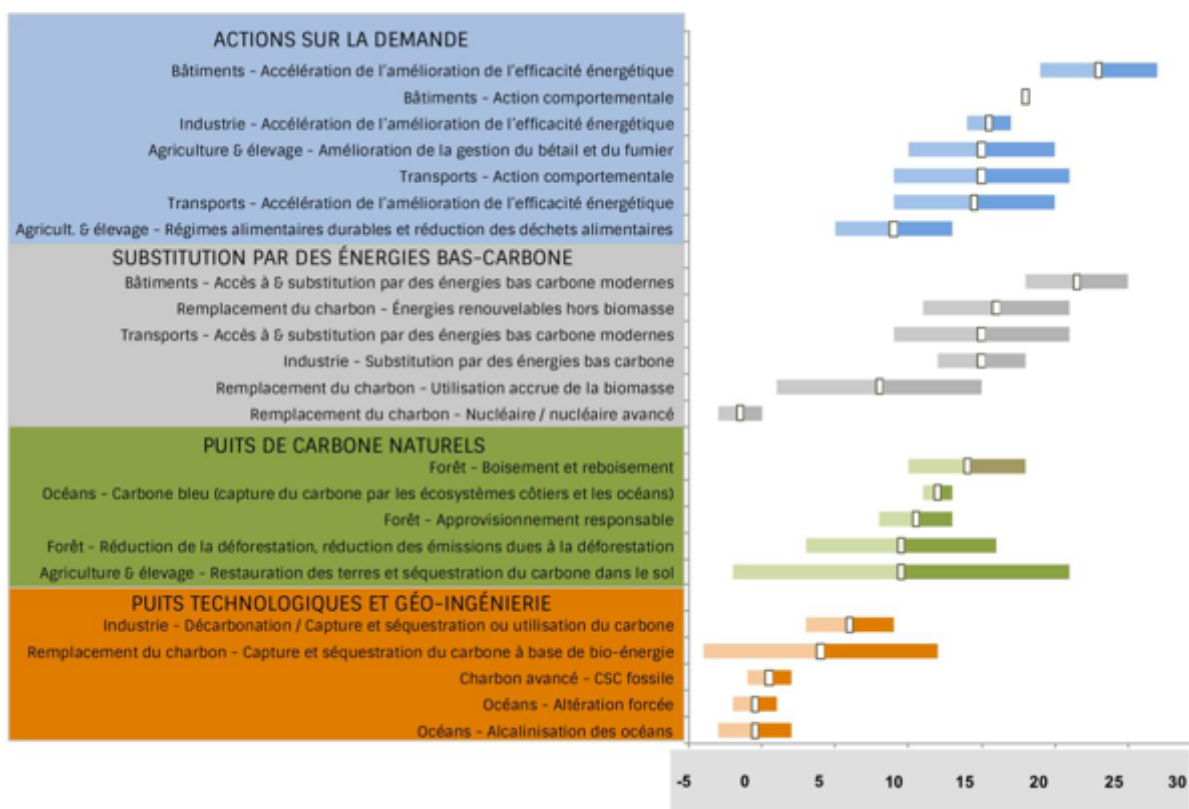 ACTIONS SUR LA DEMANDE
Bâtiments - Accélération de l'amélioration de l'efficacité énergétique
Bâtiments - Action comportementale
Industrie - Accélération de l'amélioration de l'efficacité énergétique
Agriculture & élevage - Amélioration de la gestion du bétail et du fumier
Transports - Action comportementale
Transports - Accélération de l'amélioration de l'efficacité énergétique
Agricult. & élevage - Régimes alimentaires durables et réduction des déchets alimentaires
SUBSTITUTION PAR DES ÉNERGIES BAS-CARBONE
Bâtiments - Accès à & substitution par des énergies bas carbone modernes
Remplacement du charbon - Énergies renouvelables hors biomasse
Transports - Accès à & substitution par des énergies bas carbone modernes
Industrie - Substitution par des énergies bas carbone
Remplacement du charbon - Utilisation accrue de la biomasse
Remplacement du charbon - Nucléaire / nucléaire avancé
PUITS DE CARBONE NATURELS
Forêt - Boisement et reboisement
Océans - Carbone bleu (capture du carbone par les écosystèmes côtiers et les océans)
Forêt - Approvisionnement responsable
Forêt - Réduction de la déforestation, réduction des émissions dues à la déforestation
Agriculture & élevage - Restauration des terres et séquestration du carbone dans le sol
PUITS TECHNOLOGIQUES ET GÉO-INGÉNIERIE
Industrie - Décarbonation / Capture et séquestration ou utilisation du carbone
Remplacement du charbon - Capture et séquestration du carbone à base de bio-énergie
Charbon avancé - CSC fossile
Océans - Altération forcée
Océans - Alcalinisation des océans
-5 0 5 10 15 20 25 30